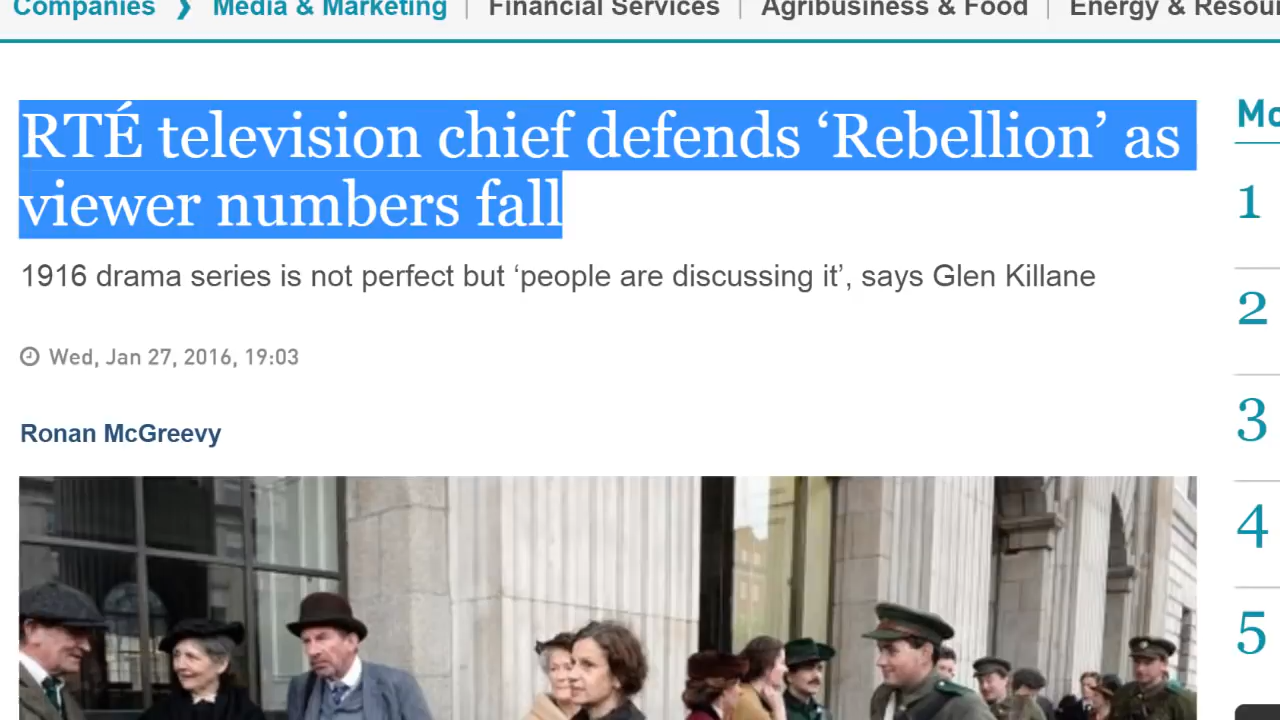 Companies ❯ Media & Marketing | Financial Services | Agribusiness & Food | Energy &
RTÉ television chief defends ‘Rebellion’ as
viewer numbers fall
1916 drama series is not perfect but ‘people are discussing it’, says Glen Killane
Wed, Jan 27, 2016, 19:03
Ronan McGreevy
1
2
3
4
5